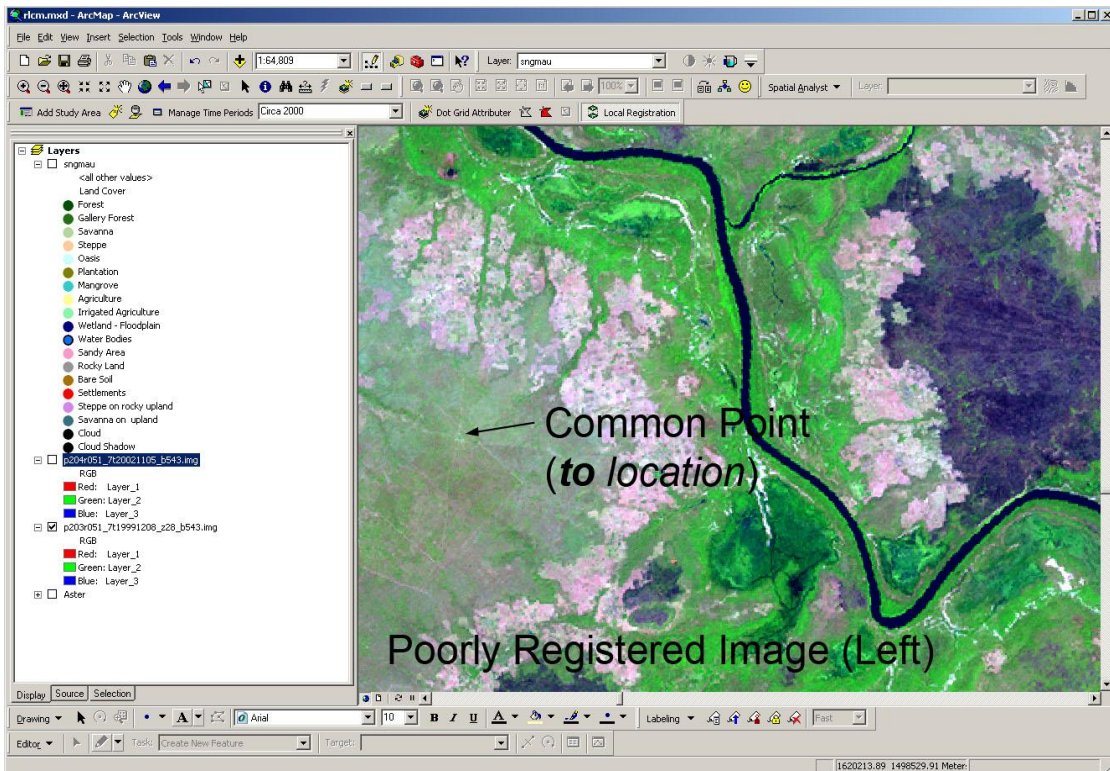 rlcm.mxd - ArcMap - ArcView
File Edit View Insert Selection Tools Window Help
1:64,809
Layer: sngmau
100%
Spatial Analyst
Layer:
Add Study Area
Manage Time Periods Circa 2000
Dot Grid Attributer
Local Registration
Layers
sngmau
<all other values>
Land Cover
Forest
Gallery Forest
Savanna
Steppe
Oasis
Plantation
Mangrove
Agriculture
Irrigated Agriculture
Wetland - Floodplain
Water Bodies
Sandy Area
Rocky Land
Bare Soil
Settlements
Steppe on rocky upland
Savanna on upland
Cloud
Cloud Shadow
p204r051_7t20021105_b543.img
RGB
Red: Layer_1
Green: Layer_2
Blue: Layer_3
p203r051_7t19991208_z28_b543.img
RGB
Red: Layer_1
Green: Layer_2
Blue: Layer_3
Aster
Common Point
(to location)
Poorly Registered Image (Left)
Display Source Selection
Drawing
A
Arial
10
B I U A
Labeling
Fast
Editor
Task: Create New Feature
Target:
1620213.89 1498529.91 Meter: